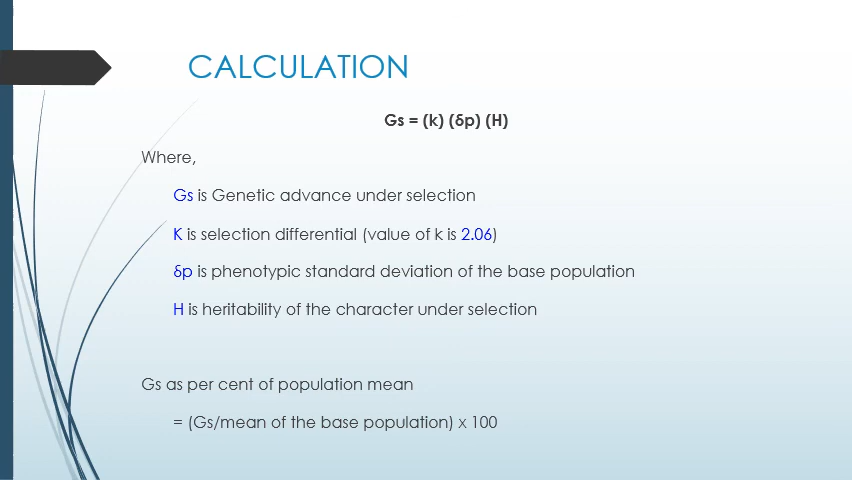 CALCULATION
Gs = (k) (δp) (H)
Where,
Gs is Genetic advance under selection
K is selection differential (value of k is 2.06)
δp is phenotypic standard deviation of the base population
H is heritability of the character under selection
Gs as per cent of population mean
= (Gs/mean of the base population) x 100